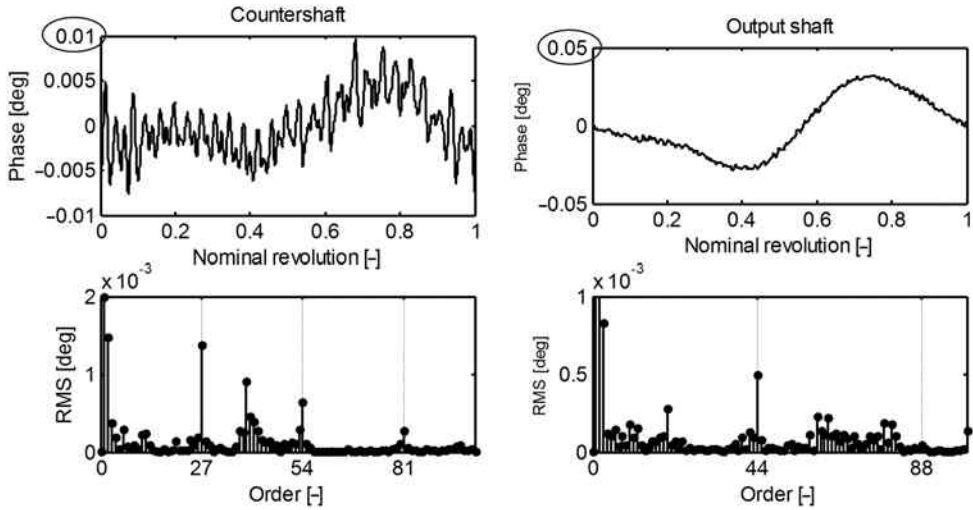 Countershaft
0.01
0.005
0
−0.005
−0.01
Phase [deg]
0 0.2 0.4 0.6 0.8 1
Nominal revolution [-]
Output shaft
0.05
0
−0.05
Phase [deg]
0 0.2 0.4 0.6 0.8 1
Nominal revolution [-]
x 10⁻³
2
1
0
RMS [deg]
0 27 54 81
Order [-]
x 10⁻³
1
0.5
0
RMS [deg]
0 44 88
Order [-]